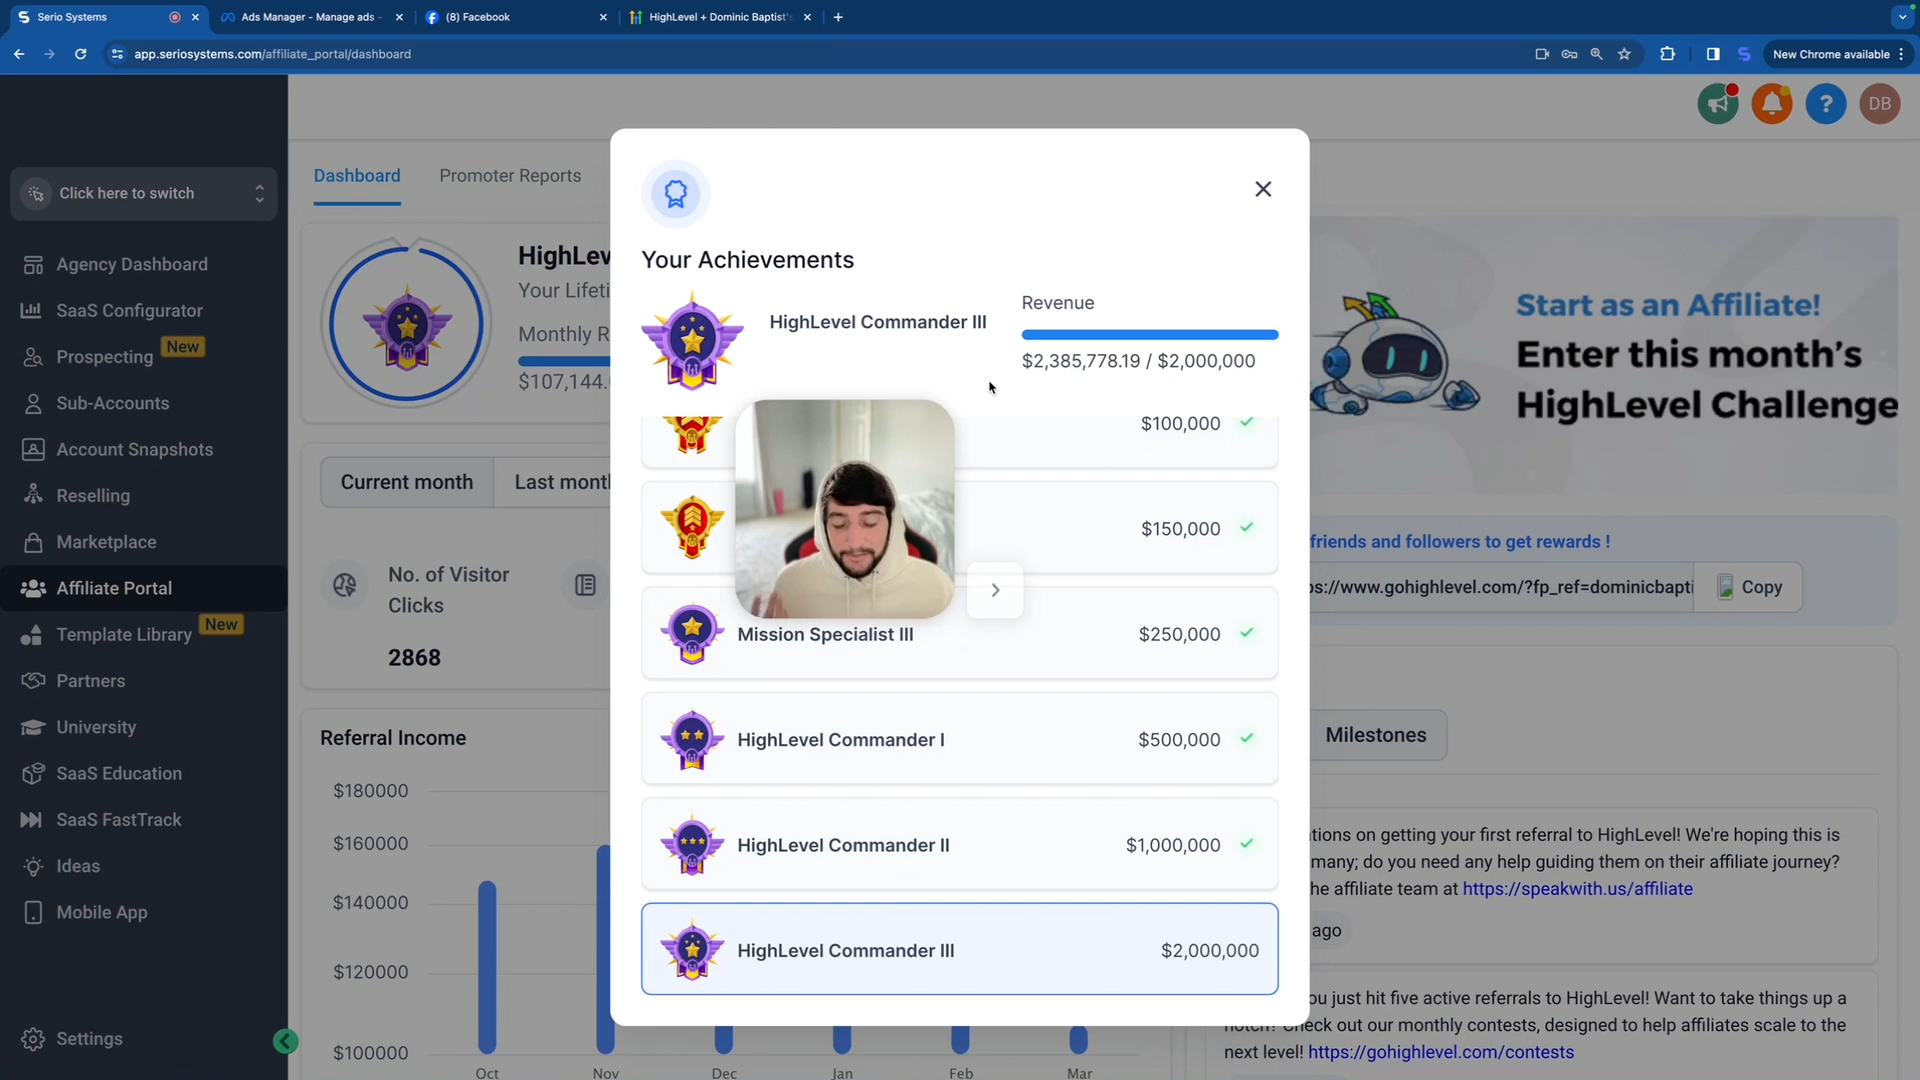 Serio Systems
Ads Manager - Manage ads -
(8) Facebook
HighLevel + Dominic Baptist's
app.seriosystems.com/affiliate_portal/dashboard
New Chrome available
DB
Click here to switch
Agency Dashboard
SaaS Configurator
Prospecting
New
Sub-Accounts
Account Snapshots
Reselling
Marketplace
Affiliate Portal
Template Library
New
Partners
University
SaaS Education
SaaS FastTrack
Ideas
Mobile App
Settings
Dashboard
Promoter Reports
HighLev
Your Lifeti
Monthly R
$107,144.
Current month
Last month
No. of Visitor
Clicks
2868
Referral Income
$180000
$160000
$140000
$120000
$100000
Oct
Nov
Dec
Jan
Feb
Mar
Your Achievements
HighLevel Commander III
Revenue
$2,385,778.19 / $2,000,000
$100,000
$150,000
Mission Specialist III
$250,000
HighLevel Commander I
$500,000
HighLevel Commander II
$1,000,000
HighLevel Commander III
$2,000,000
Start as an Affiliate!
Enter this month's
HighLevel Challenge
friends and followers to get rewards !
ps://www.gohighlevel.com/?fp_ref=dominicbapti
Copy
Milestones
tions on getting your first referral to HighLevel! We're hoping this is
many; do you need any help guiding them on their affiliate journey?
he affiliate team at https://speakwith.us/affiliate
ago
ou just hit five active referrals to HighLevel! Want to take things up a
notch? Check out our monthly contests, designed to help affiliates scale to the
next level! https://gohighlevel.com/contests